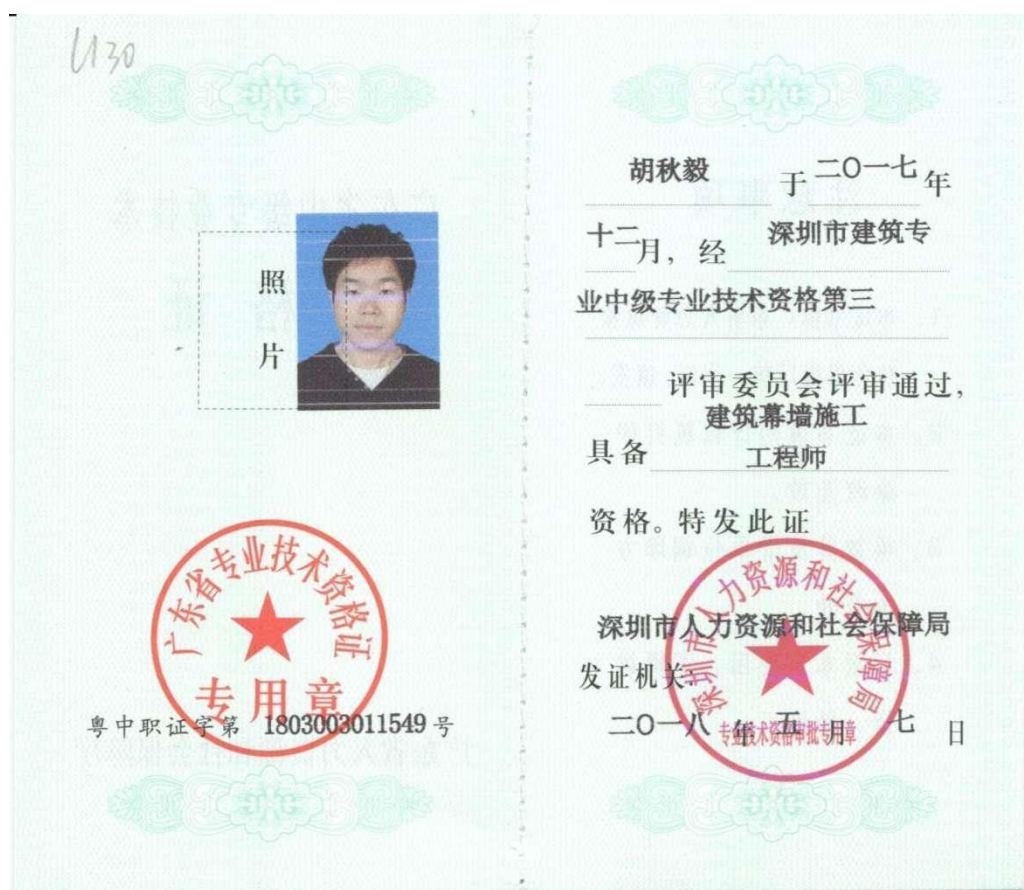 U30
照
片
广东省专业技术资格证
专用章
粤中职证字第 1803003011549 号
胡秋毅 于 二〇一七 年
十二月，经 深圳市建筑专
业中级专业技术资格第三
评审委员会评审通过，
建筑幕墙施工
具备 工程师
资格。特发此证
深圳市人力资源和社会保障局
深圳市人力资源和社会保障局
发证机关：
专业技术资格审批专用章
二〇一八 年 五 月 七 日